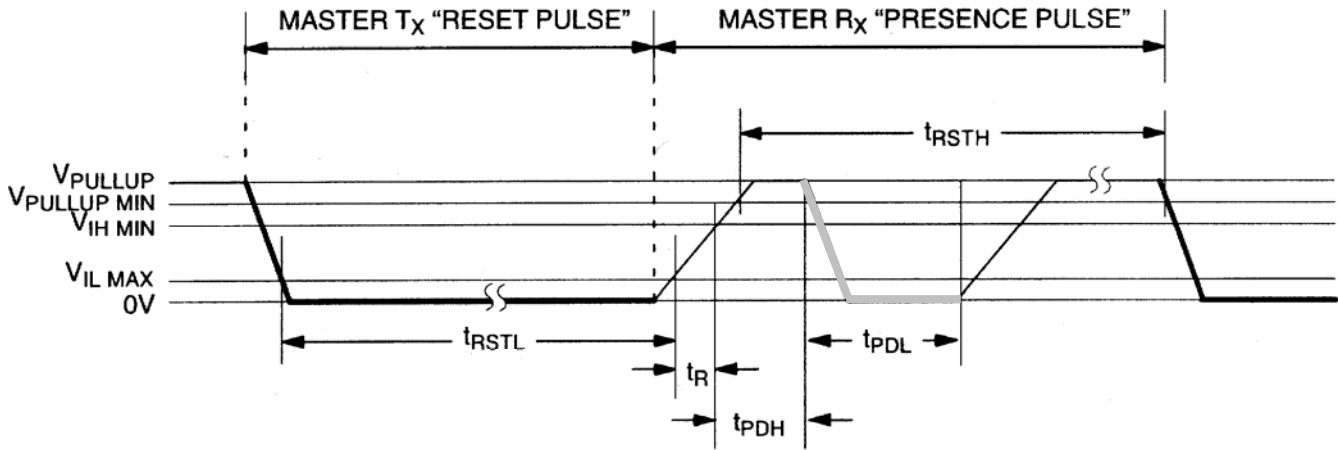 MASTER TX “RESET PULSE”
MASTER RX “PRESENCE PULSE”
tRSTH
VPULLUP
VPULLUP MIN
VIH MIN
VIL MAX
0V
tRSTL
tPDL
tR
tPDH